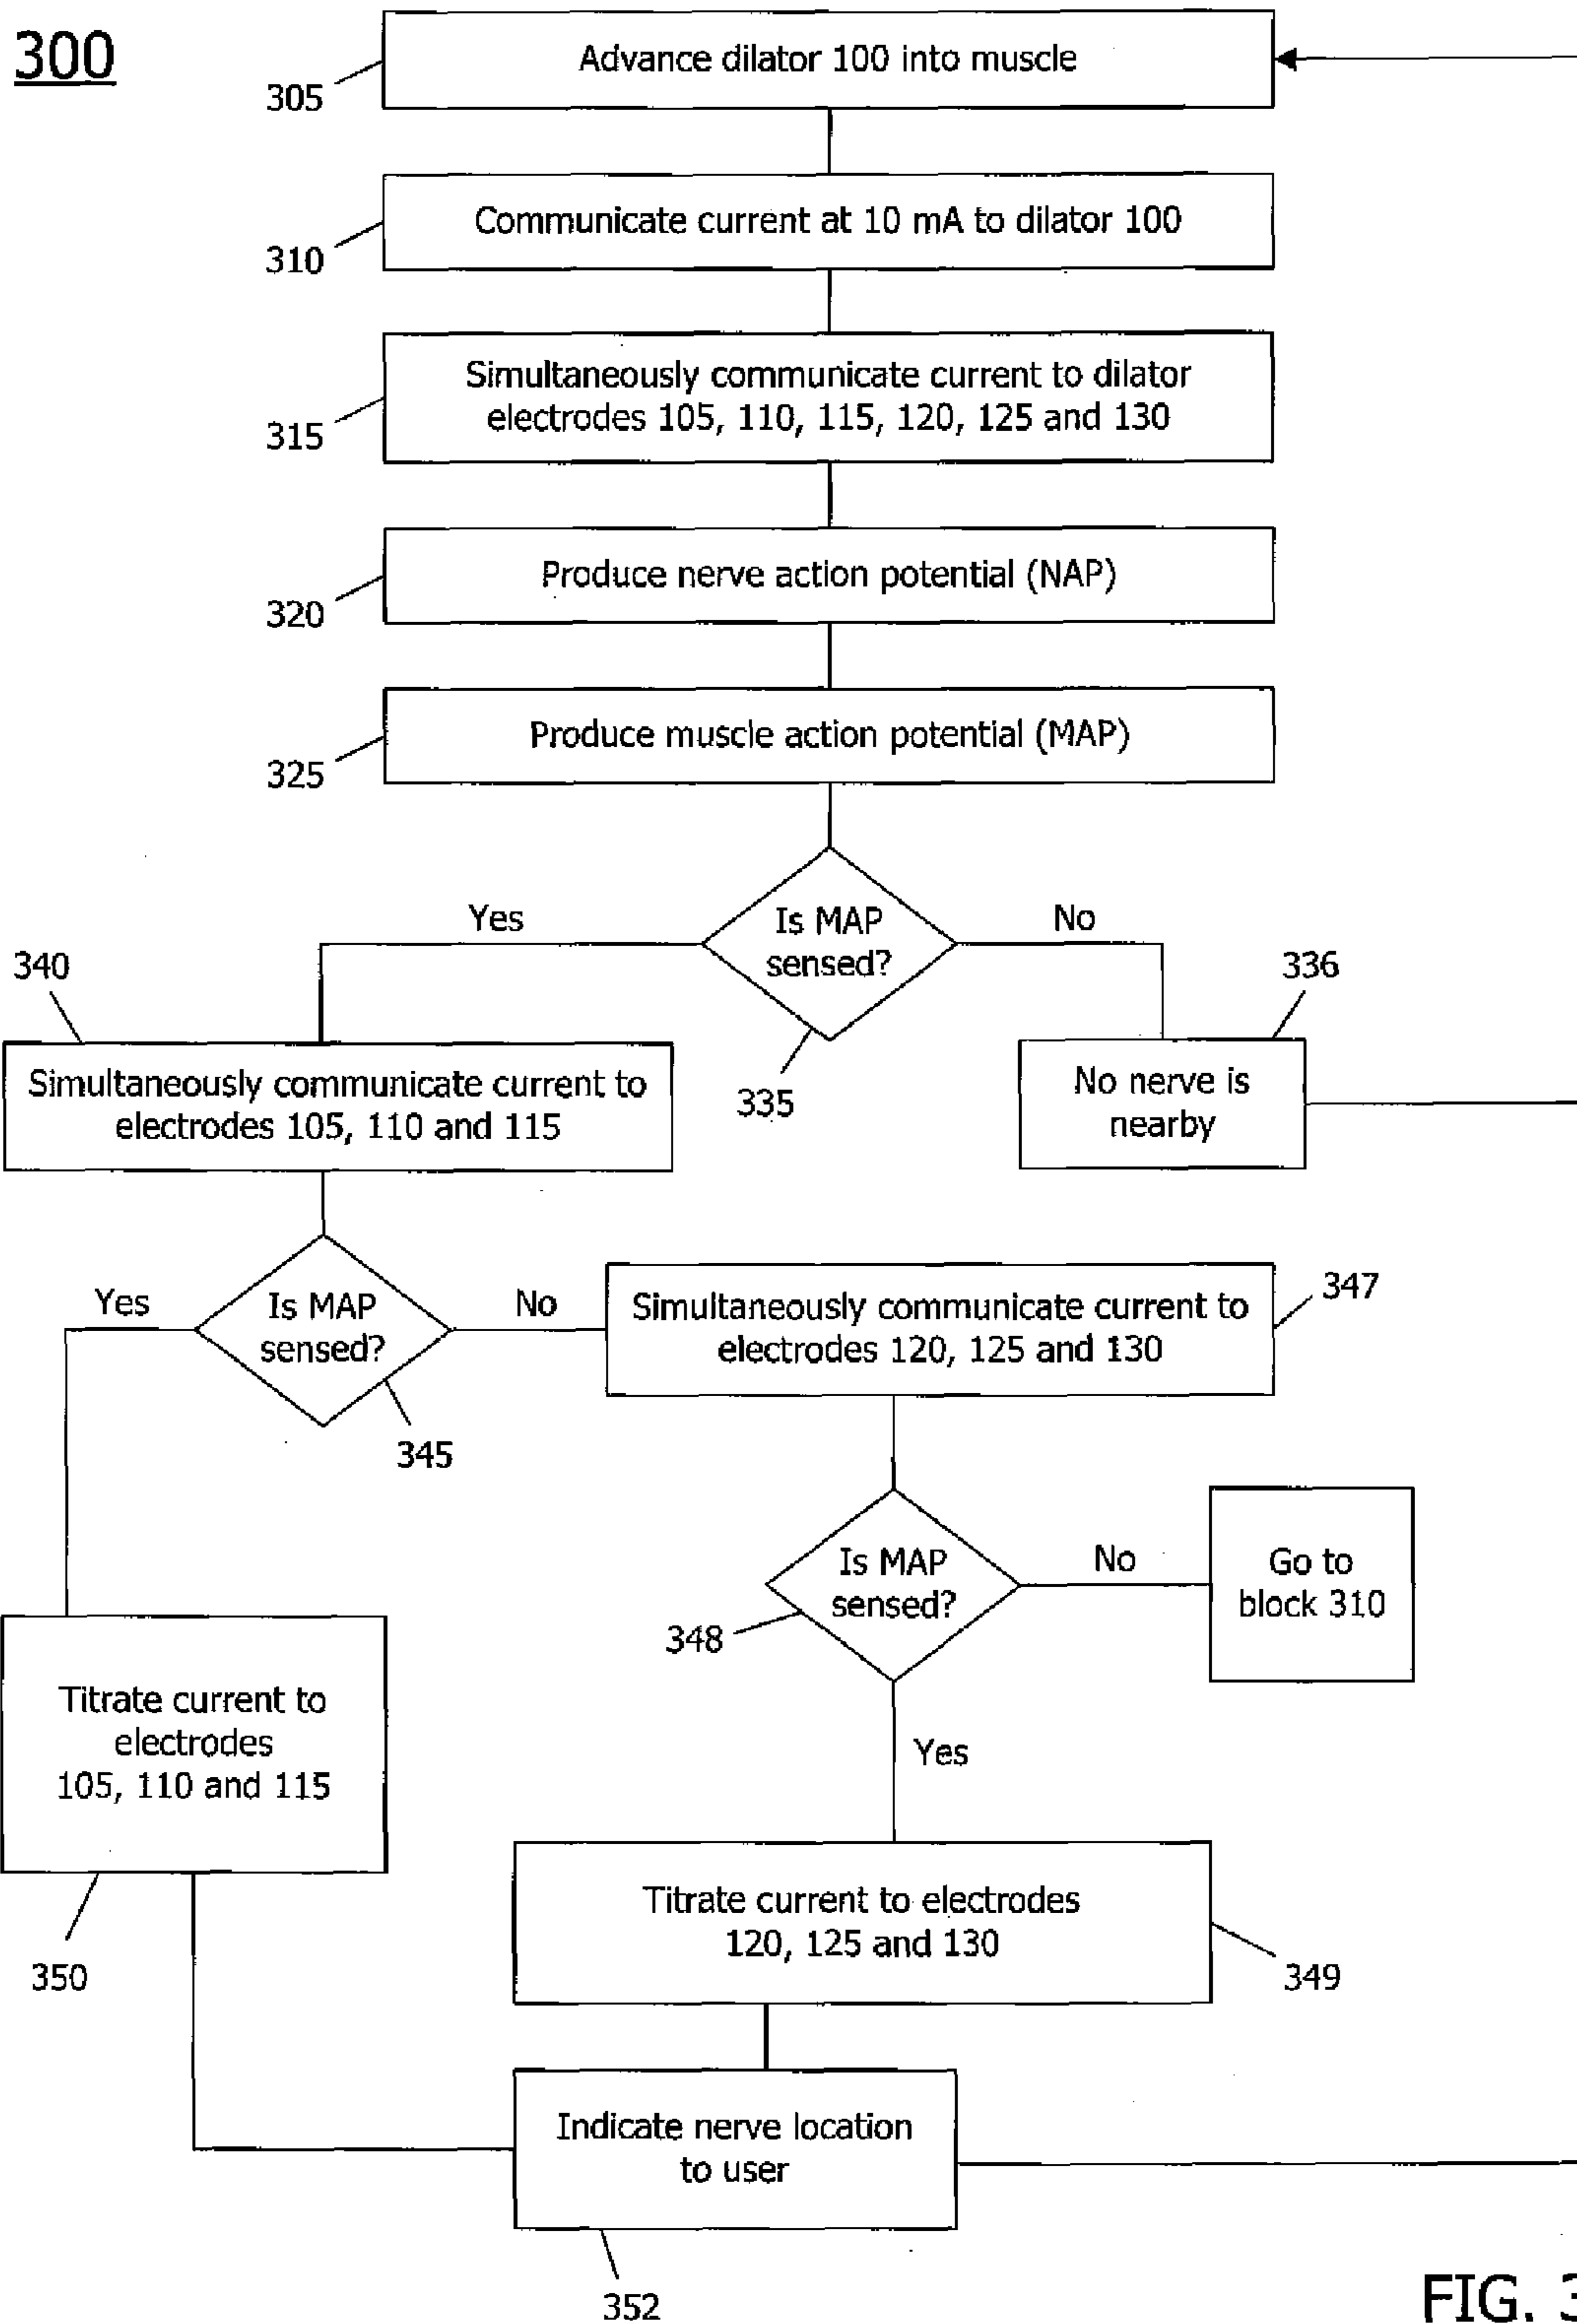 300
Advance dilator 100 into muscle
305
Communicate current at 10 mA to dilator 100
310
Simultaneously communicate current to dilator
electrodes 105, 110, 115, 120, 125 and 130
315
Produce nerve action potential (NAP)
320
Produce muscle action potential (MAP)
325
Yes
Is MAP
sensed?
No
335
340
Simultaneously communicate current to
electrodes 105, 110 and 115
336
No nerve is
nearby
Yes
Is MAP
sensed?
No
345
Simultaneously communicate current to
electrodes 120, 125 and 130
347
Is MAP
sensed?
348
No
Go to
block 310
Yes
Titrate current to
electrodes
105, 110 and 115
350
Titrate current to electrodes
120, 125 and 130
349
Indicate nerve location
to user
352
FIG. 3